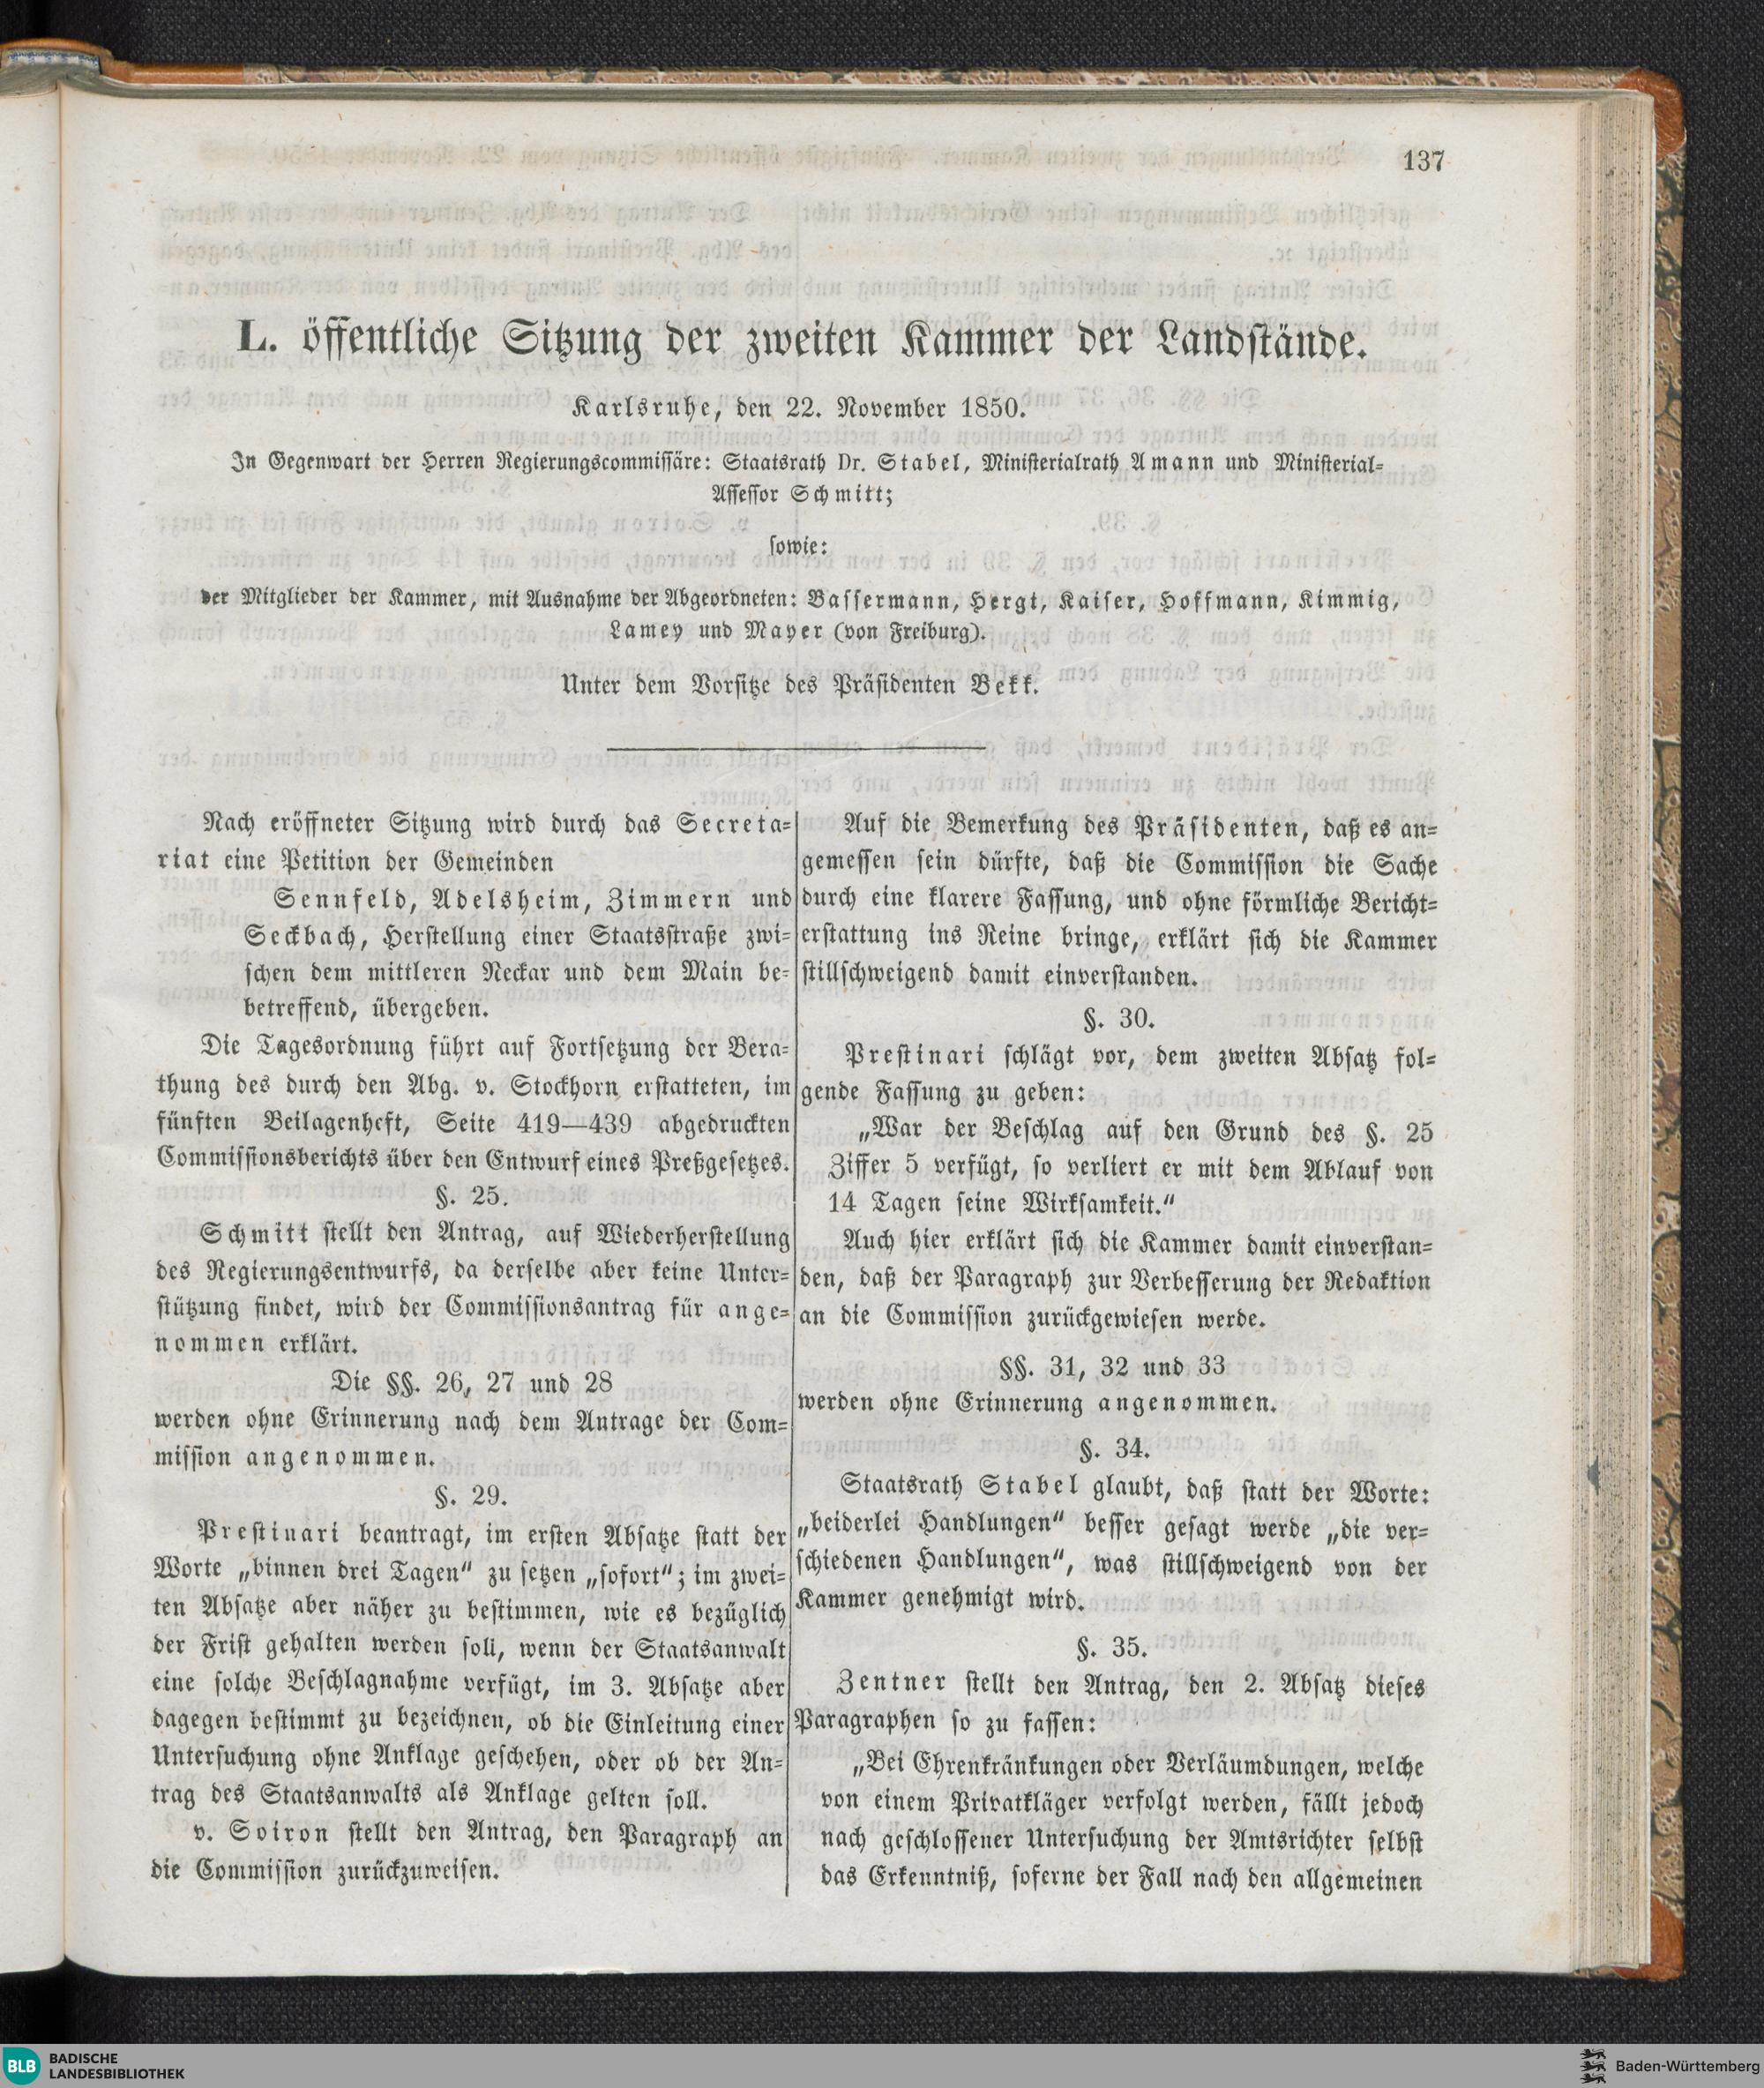 137
L. öffentliche Sitzung der zweiten Kammer der Landstände.
Karlsruhe, den 22. November 1850.
In Gegenwart der Herren Regierungscommissäre: Staatsrath Dr. Stabel, Ministerialrath Amann und Ministerial-
Assessor Schmitt;
sowie:
der Mitglieder der Kammer, mit Ausnahme der Abgeordneten: Bassermann, Hergt, Kaiser, Hoffmann, Kimmig,
Lamey und Mayer (von Freiburg).
Unter dem Vorsitze des Präsidenten Bekk.
Nach eröffneter Sitzung wird durch das Secreta-
riat eine Petition der Gemeinden
Sennfeld, Adelsheim, Zimmern und
Seckbach, Herstellung einer Staatsstraße zwi-
schen dem mittleren Neckar und dem Main be-
betreffend, übergeben.
Die Tagesordnung führt auf Fortsetzung der Bera-
thung des durch den Abg. v. Stockhorn erstatteten, im
fünften Beilagenheft, Seite 419—439 abgedruckten
Commissionsberichts über den Entwurf eines Preßgesetzes.
§. 25.
Schmitt stellt den Antrag, auf Wiederherstellung
des Regierungsentwurfs, da derselbe aber keine Unter-
stützung findet, wird der Commissionsantrag für ange-
nommen erklärt.
Die §§. 26, 27 und 28
werden ohne Erinnerung nach dem Antrage der Com-
mission angenommen.
§. 29.
Prestinari beantragt, im ersten Absatze statt der
Worte „binnen drei Tagen“ zu setzen „sofort“; im zwei-
ten Absatze aber näher zu bestimmen, wie es bezüglich
der Frist gehalten werden soll, wenn der Staatsanwalt
eine solche Beschlagnahme verfügt, im 3. Absatze aber
dagegen bestimmt zu bezeichnen, ob die Einleitung einer
Untersuchung ohne Anklage geschehen, oder ob der An-
trag des Staatsanwalts als Anklage gelten soll.
v. Soiron stellt den Antrag, den Paragraph an
die Commission zurückzuweisen.
Auf die Bemerkung des Präsidenten, daß es an-
gemessen sein dürfte, daß die Commission die Sache
durch eine klarere Fassung, und ohne förmliche Bericht-
erstattung ins Reine bringe, erklärt sich die Kammer
stillschweigend damit einverstanden.
§. 30.
Prestinari schlägt vor, dem zweiten Absatz fol-
gende Fassung zu geben:
„War der Beschlag auf den Grund des §. 25
Ziffer 5 verfügt, so verliert er mit dem Ablauf von
14 Tagen seine Wirksamkeit.“
Auch hier erklärt sich die Kammer damit einverstan-
den, daß der Paragraph zur Verbesserung der Redaktion
an die Commission zurückgewiesen werde.
§§. 31, 32 und 33
werden ohne Erinnerung angenommen.
§. 34.
Staatsrath Stabel glaubt, daß statt der Worte:
„beiderlei Handlungen“ besser gesagt werde „die ver-
schiedenen Handlungen“, was stillschweigend von der
Kammer genehmigt wird.
§. 35.
Zentner stellt den Antrag, den 2. Absatz dieses
Paragraphen so zu fassen:
„Bei Ehrenkränkungen oder Verläumdungen, welche
von einem Privatkläger verfolgt werden, fällt jedoch
nach geschlossener Untersuchung der Amtsrichter selbst
das Erkenntniß, soferne der Fall nach den allgemeinen
BLB BADISCHE
LANDESBIBLIOTHEK
Baden-Württemberg